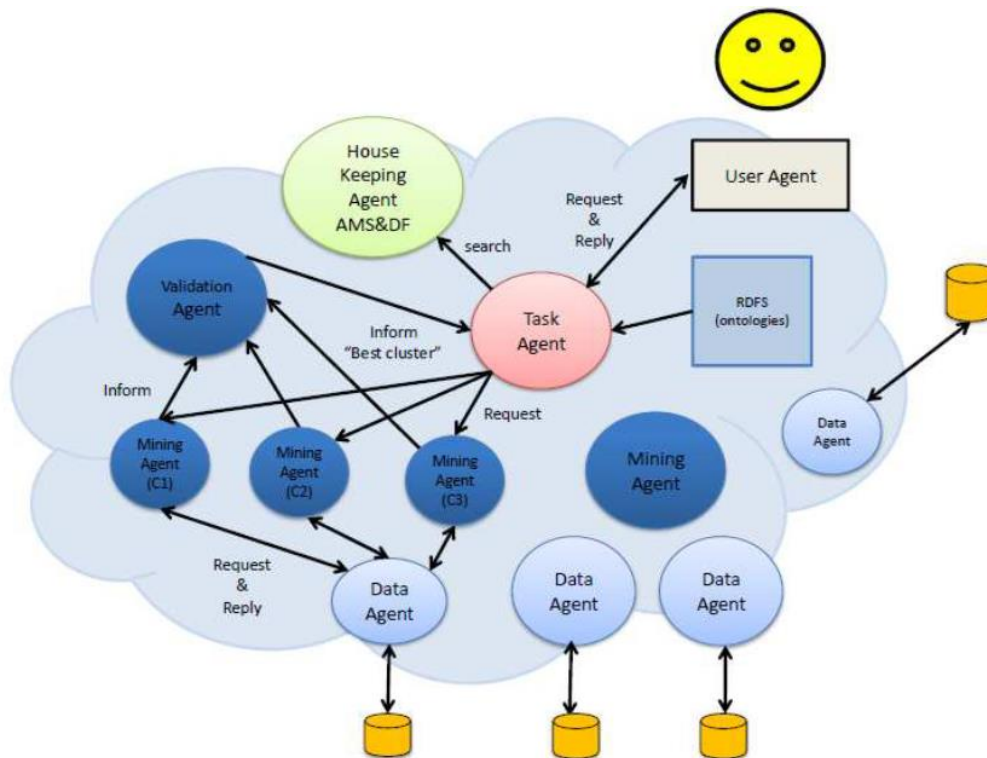 House
Keeping
Agent
AMS&DF
User Agent
Request
&
Reply
search
Validation
Agent
Task
Agent
RDFS
(ontologies)
Inform
“Best cluster”
Inform
Request
Data
Agent
Mining
Agent
(C1)
Mining
Agent
(C2)
Mining
Agent
(C3)
Mining
Agent
Request
&
Reply
Data
Agent
Data
Agent
Data
Agent